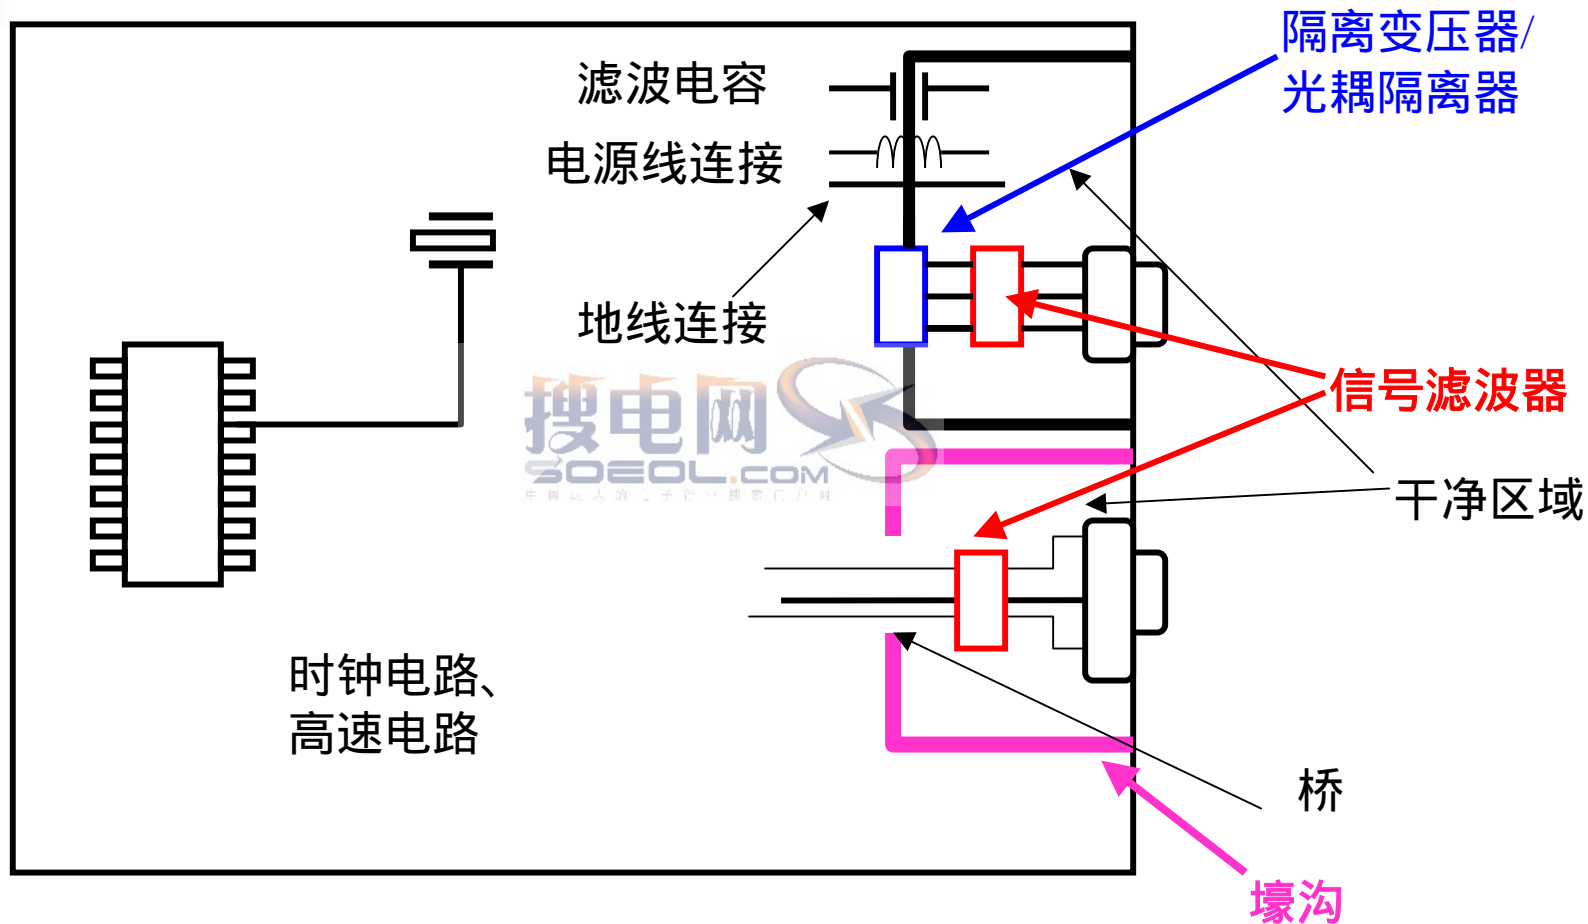 隔离变压器/
光耦隔离器
滤波电容
电源线连接
地线连接
信号滤波器
搜电网
SOEOL.COM
干净区域
时钟电路、
高速电路
桥
壕沟